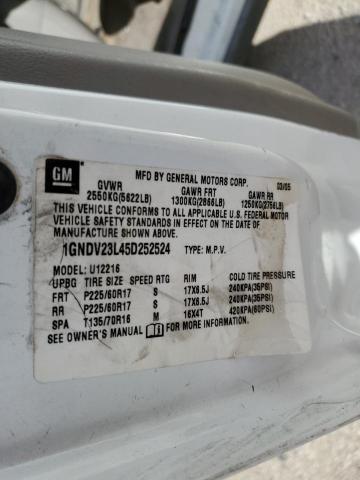 GM
MFD BY GENERAL MOTORS CORP. 03/05
GVWR GAWR FRT GAWR RR
2550KG(5622LB) 1300KG(2866LB) 1250KG(2756LB)
THIS VEHICLE CONFORMS TO ALL APPLICABLE U.S. FEDERAL MOTOR
VEHICLE SAFETY STANDARDS IN EFFECT ON THE DATE OF
MANUFACTURE SHOWN ABOVE.
1GNDV23L45D252524 TYPE: M.P.V.
MODEL: U12216
UPBG TIRE SIZE SPEED RTG RIM COLD TIRE PRESSURE
FRT P225/60R17 S 17X6.5J 240KPA(35PSI)
RR P225/60R17 S 17X6.5J 240KPA(35PSI)
SPA T135/70R16 M 16X4T 420KPA(60PSI)
SEE OWNER'S MANUAL FOR MORE INFORMATION.